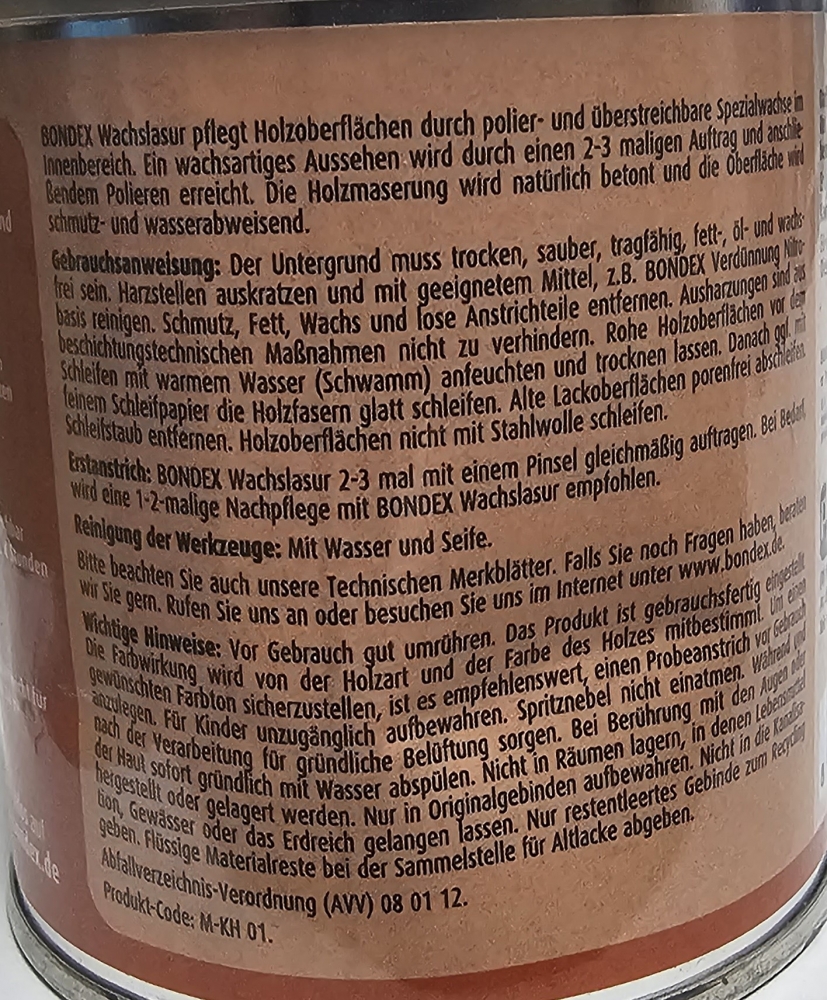 BONDEX Wachslasur pflegt Holzoberflächen durch polier- und überstreichbare Spezialwachse im
Innenbereich. Ein wachsartiges Aussehen wird durch einen 2-3 maligen Auftrag und anschlie-
ßendem Polieren erreicht. Die Holzmaserung wird natürlich betont und die Oberfläche wird
schmutz- und wasserabweisend.
Gebrauchsanweisung: Der Untergrund muss trocken, sauber, tragfähig, fett-, öl- und wachs-
frei sein. Harzstellen auskratzen und mit geeignetem Mittel, z.B. BONDEX Verdünnung Nitro-
basis reinigen. Schmutz, Fett, Wachs und lose Anstrichteile entfernen. Ausharzungen sind aus
beschichtungstechnischen Maßnahmen nicht zu verhindern. Rohe Holzoberflächen vor dem
Schleifen mit warmem Wasser (Schwamm) anfeuchten und trocknen lassen. Danach ggl. mit
feinem Schleifpapier die Holzfasern glatt schleifen. Alte Lackoberflächen porenfrei abschleifen.
Schleifstaub entfernen. Holzoberflächen nicht mit Stahlwolle schleifen.
Erstanstrich: BONDEX Wachslasur 2-3 mal mit einem Pinsel gleichmäßig auftragen. Bei Bedarf
wird eine 1-2-malige Nachpflege mit BONDEX Wachslasur empfohlen.
Reinigung der Werkzeuge: Mit Wasser und Seife.
Bitte beachten Sie auch unsere Technischen Merkblätter. Falls Sie noch Fragen haben, beraten
wir Sie gern. Rufen Sie uns an oder besuchen Sie uns im Internet unter www.bondex.de.
Wichtige Hinweise: Vor Gebrauch gut umrühren. Das Produkt ist gebrauchsfertig eingestellt
Die Farbwirkung wird von der Holzart und der Farbe des Holzes mitbestimmt. Um einen
gewünschten Farbton sicherzustellen, ist es empfehlenswert, einen Probeanstrich vor Gebrauch
anzulegen. Für Kinder unzugänglich aufbewahren. Spritznebel nicht einatmen. Während und
nach der Verarbeitung für gründliche Belüftung sorgen. Bei Berührung mit den Augen oder
der Haut sofort gründlich mit Wasser abspülen. Nicht in Räumen lagern, in denen Lebensmittel
hergestellt oder gelagert werden. Nur in Originalgebinden aufbewahren. Nicht in die Kanalisa-
tion, Gewässer oder das Erdreich gelangen lassen. Nur restentleertes Gebinde zum Recycling
geben. Flüssige Materialreste bei der Sammelstelle für Altlacke abgeben.
Abfallverzeichnis-Verordnung (AVV) 08 01 12.
Produkt-Code: M-KH 01.